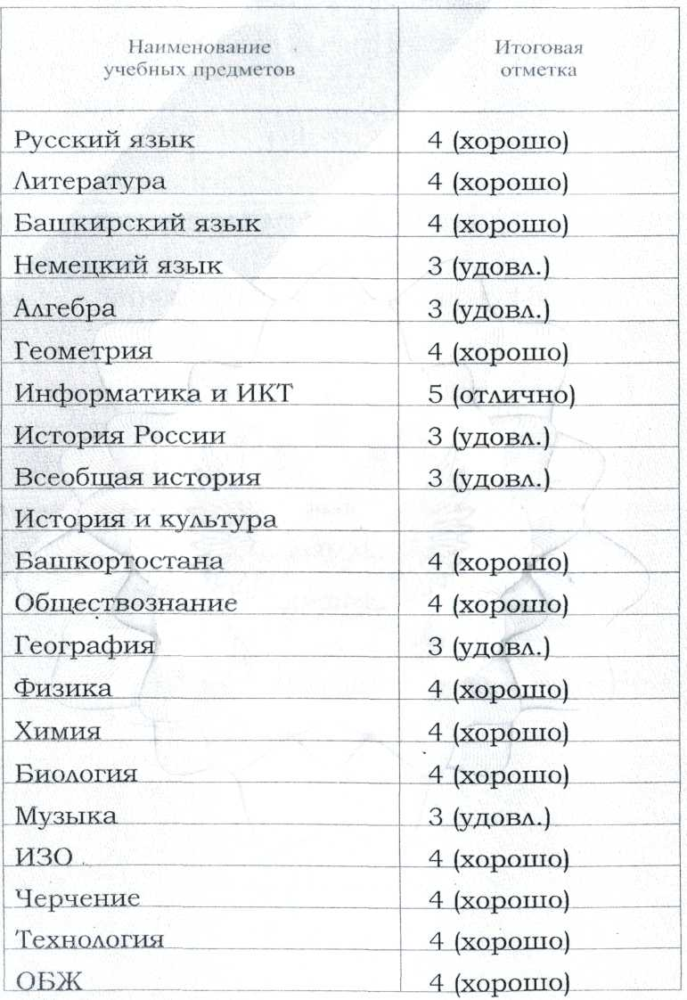 Наименование Итоговая
учебных предметов отметка
Русский язык 4 (хорошо)
Литература 4 (хорошо)
Башкирский язык 4 (хорошо)
Немецкий язык 3 (удовл.)
Алгебра 3 (удовл.)
Геометрия 4 (хорошо)
Информатика и ИКТ 5 (отлично)
История России 3 (удовл.)
Всеобщая история 3 (удовл.)
История и культура
Башкортостана 4 (хорошо)
Обществознание 4 (хорошо)
География 3 (удовл.)
Физика 4 (хорошо)
Химия 4 (хорошо)
Биология 4 (хорошо)
Музыка 3 (удовл.)
ИЗО 4 (хорошо)
Черчение 4 (хорошо)
Технология 4 (хорошо)
ОБЖ 4 (хорошо)